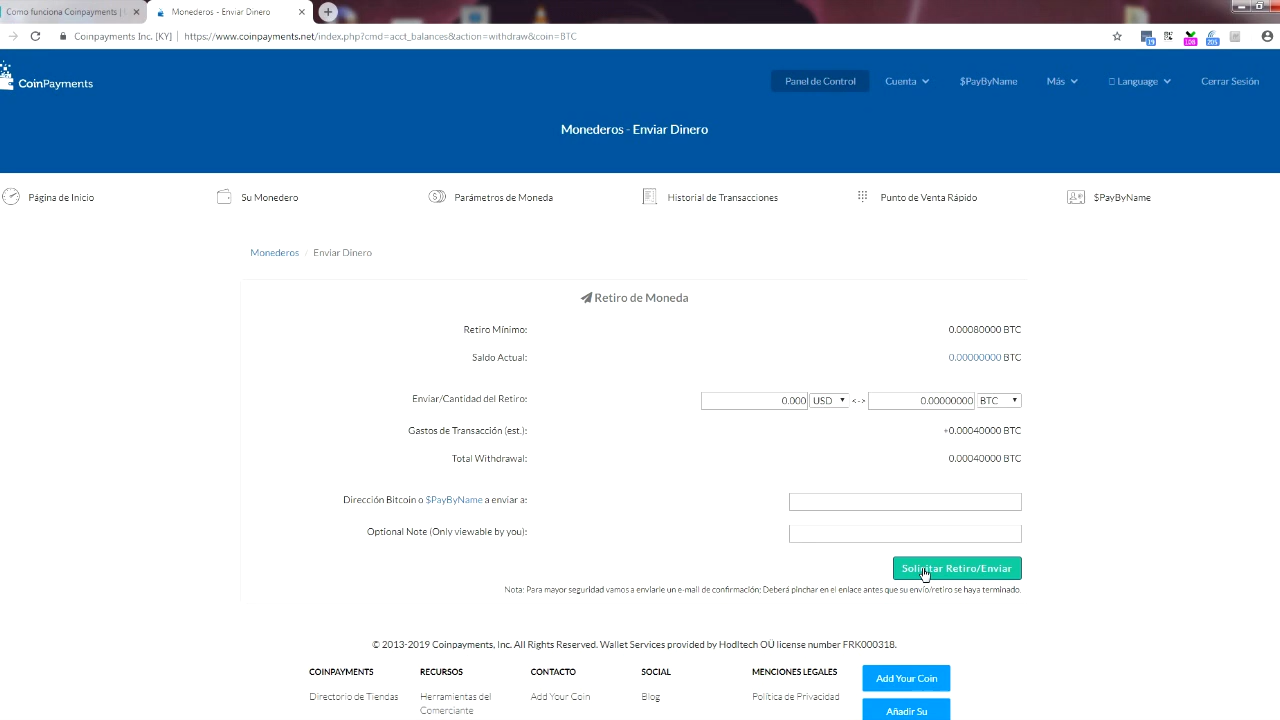 Como funciona Coinpayments |
Monederos - Enviar Dinero
Coinpayments Inc. [KY] | https://www.coinpayments.net/index.php?cmd=acct_balances&action=withdraw&coin=BTC
19
108
205
CoinPayments
Panel de Control
Cuenta
$PayByName
Más
Language
Cerrar Sesión
Monederos - Enviar Dinero
Página de Inicio
Su Monedero
Parámetros de Moneda
Historial de Transacciones
Punto de Venta Rápido
$PayByName
Monederos / Enviar Dinero
Retiro de Moneda
Retiro Mínimo: 0.00080000 BTC
Saldo Actual: 0.00000000 BTC
Enviar/Cantidad del Retiro: 0.000 USD <-> 0.00000000 BTC
Gastos de Transacción (est.): +0.00040000 BTC
Total Withdrawal: 0.00040000 BTC
Dirección Bitcoin o $PayByName a enviar a:
Optional Note (Only viewable by you):
Solicitar Retiro/Enviar
Nota: Para mayor seguridad vamos a enviarle un e-mail de confirmación; Deberá pinchar en el enlace antes que su envío/retiro se haya terminado.
© 2013-2019 Coinpayments, Inc. All Rights Reserved. Wallet Services provided by Hodltech OÜ license number FRK000318.
COINPAYMENTS
Directorio de Tiendas
RECURSOS
Herramientas del
Comerciante
CONTACTO
Add Your Coin
SOCIAL
Blog
MENCIONES LEGALES
Política de Privacidad
Add Your Coin
Añadir Su